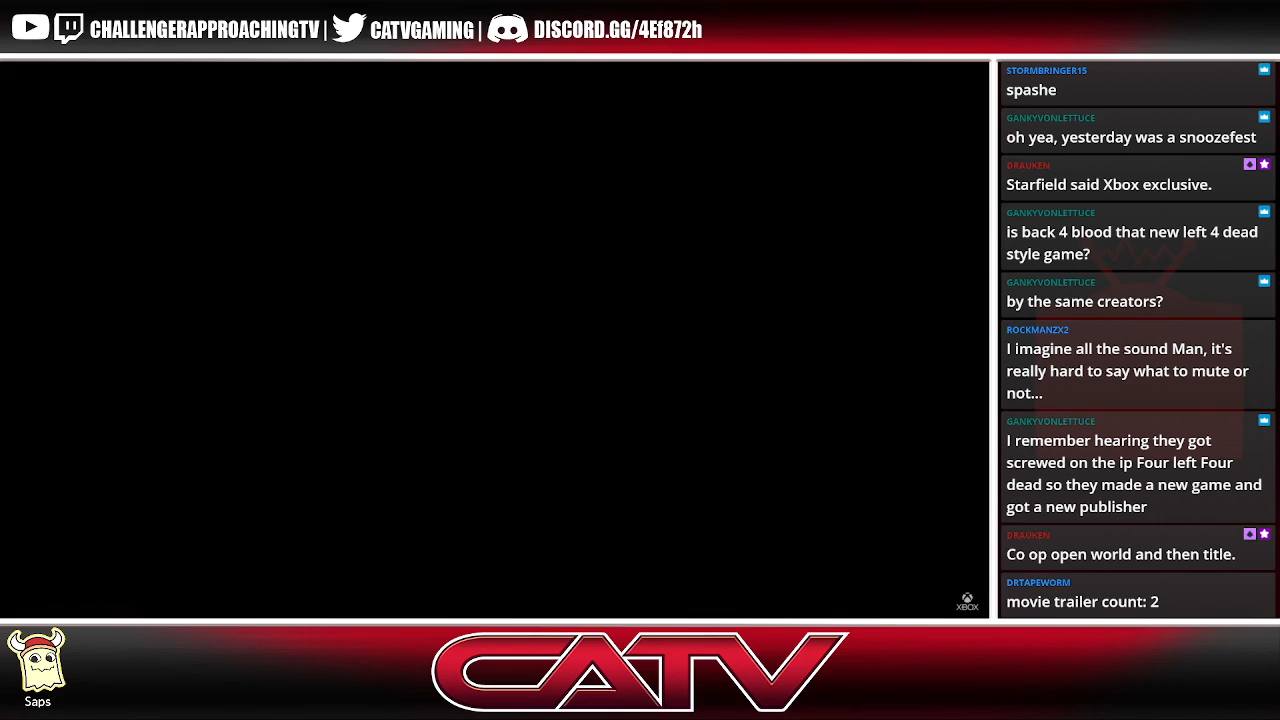 CHALLENGERAPPROACHINGTV | CATVGAMING | DISCORD.GG/4Ef872h
STORMBRINGER15
spashe
GANKYVONLETTUCE
oh yea, yesterday was a snoozefest
DRAUKEN
Starfield said Xbox exclusive.
GANKYVONLETTUCE
is back 4 blood that new left 4 dead
style game?
GANKYVONLETTUCE
by the same creators?
ROCKMANZX2
I imagine all the sound Man, it's
really hard to say what to mute or
not...
GANKYVONLETTUCE
I remember hearing they got
screwed on the ip Four left Four
dead so they made a new game and
got a new publisher
DRAUKEN
Co op open world and then title.
DRTAPEWORM
movie trailer count: 2
XBOX
Saps
CATV